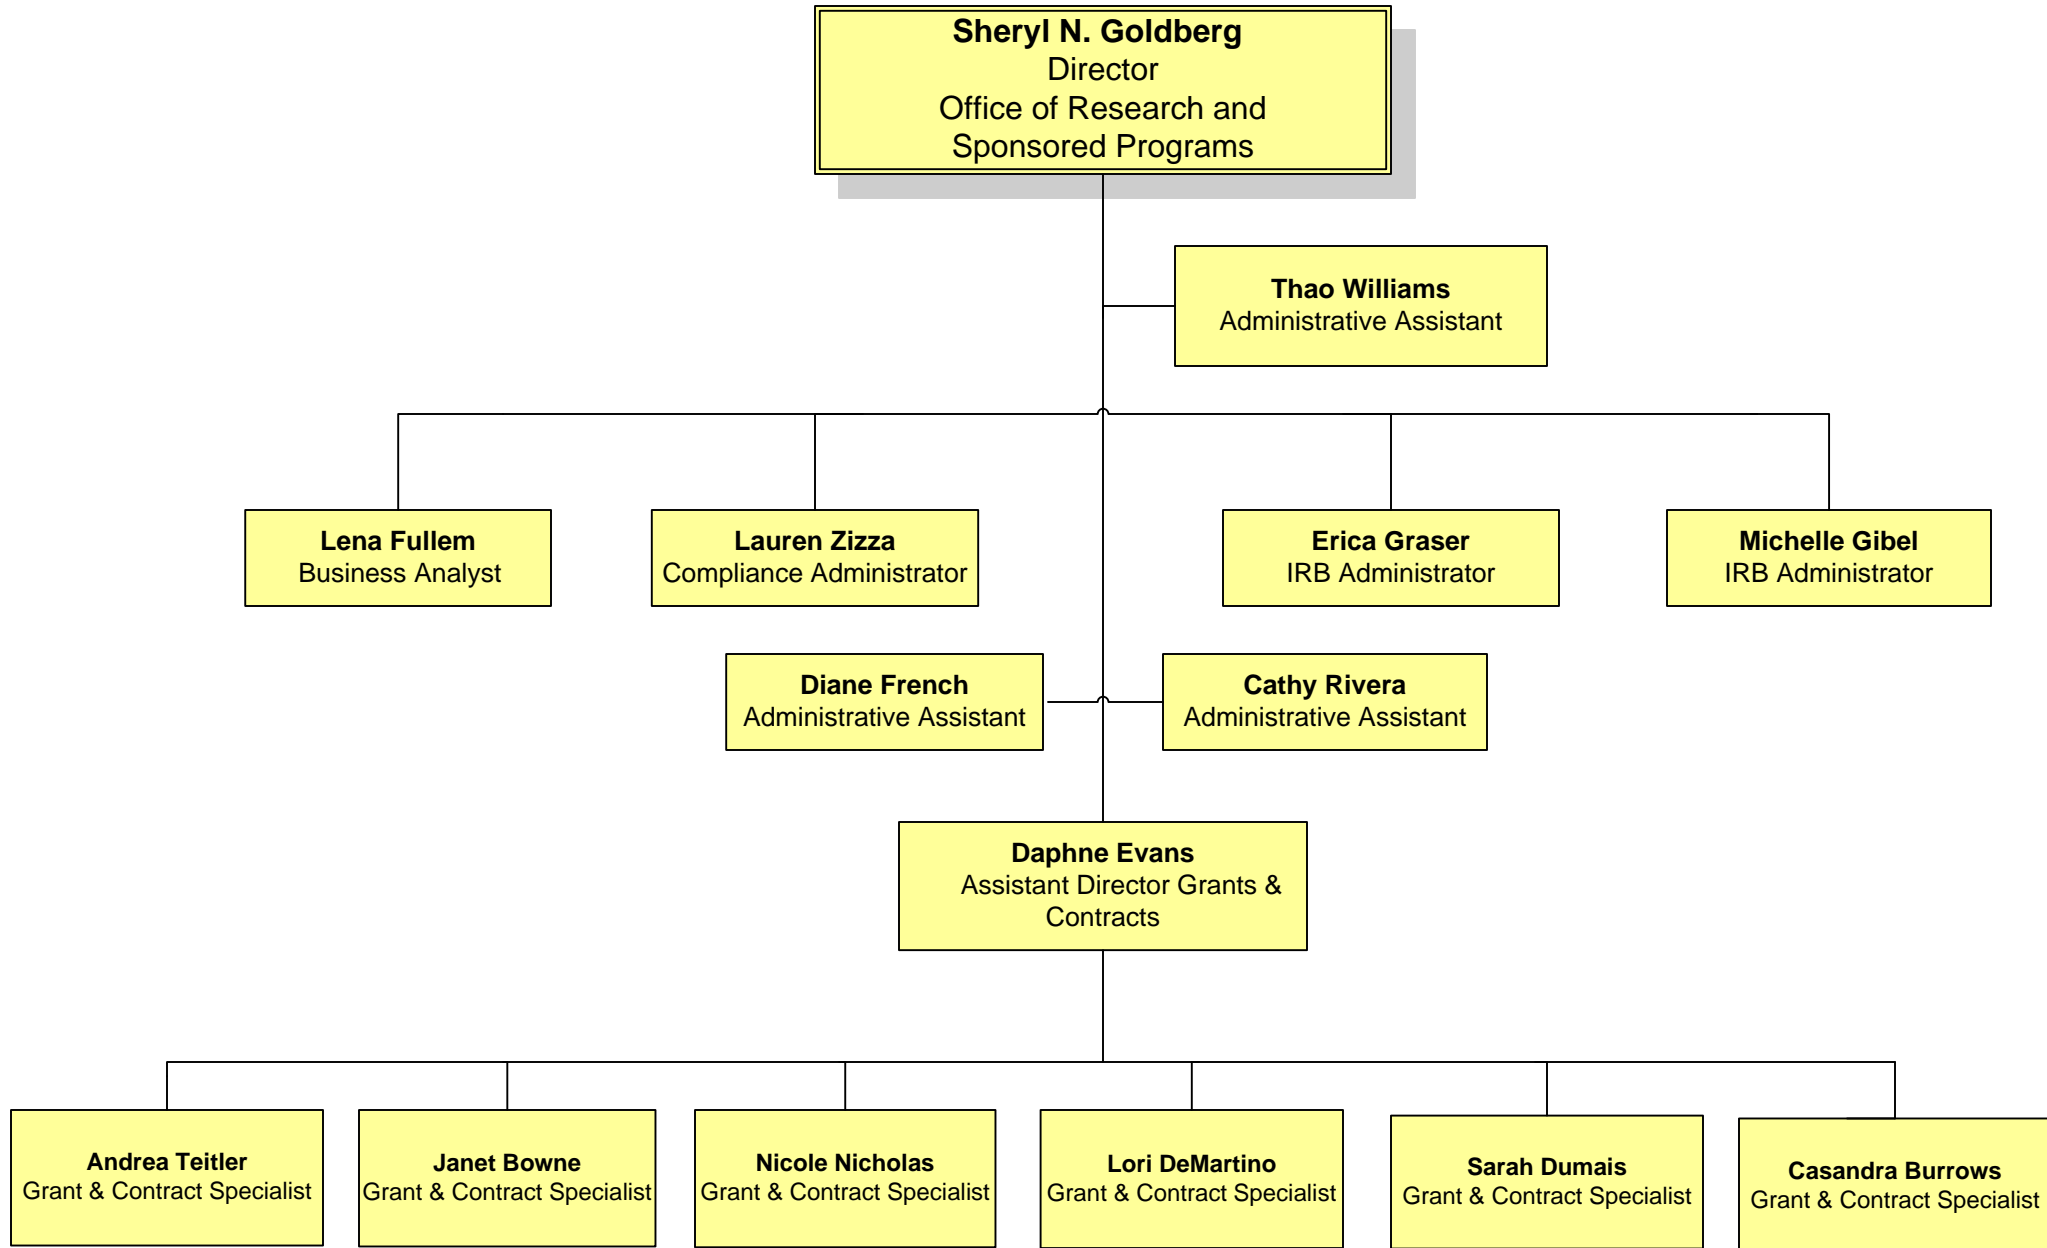 Sheryl N. Goldberg
Director
Office of Research and
Sponsored Programs
Thao Williams
Administrative Assistant
Lena Fullem
Business Analyst
Lauren Zizza
Compliance Administrator
Erica Graser
IRB Administrator
Michelle Gibel
IRB Administrator
Diane French
Administrative Assistant
Cathy Rivera
Administrative Assistant
Daphne Evans
Assistant Director Grants &
Contracts
Andrea Teitler
Grant & Contract Specialist
Janet Bowne
Grant & Contract Specialist
Nicole Nicholas
Grant & Contract Specialist
Lori DeMartino
Grant & Contract Specialist
Sarah Dumais
Grant & Contract Specialist
Casandra Burrows
Grant & Contract Specialist